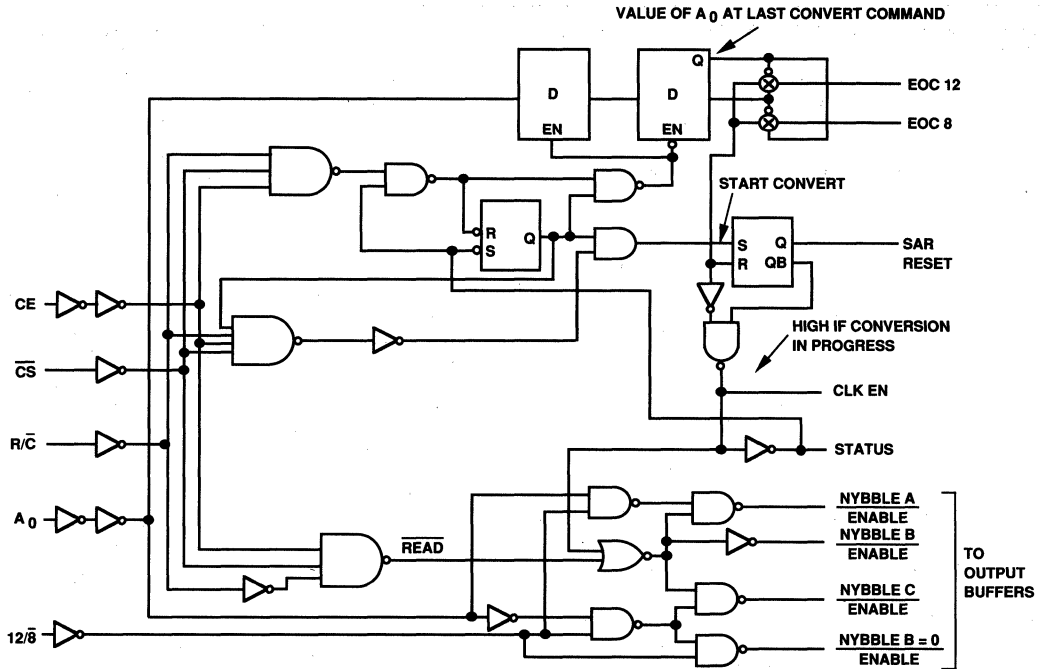 VALUE OF A0 AT LAST CONVERT COMMAND
Q
D
D
EN
EN
EOC 12
EOC 8
START CONVERT
R
S
Q
S
R
Q
QB
SAR
RESET
CE
CS
HIGH IF CONVERSION
IN PROGRESS
CLK EN
R/C
STATUS
A0
NYBBLE A
ENABLE
NYBBLE B
ENABLE
READ
TO
OUTPUT
BUFFERS
NYBBLE C
ENABLE
12/8
NYBBLE B = 0
ENABLE